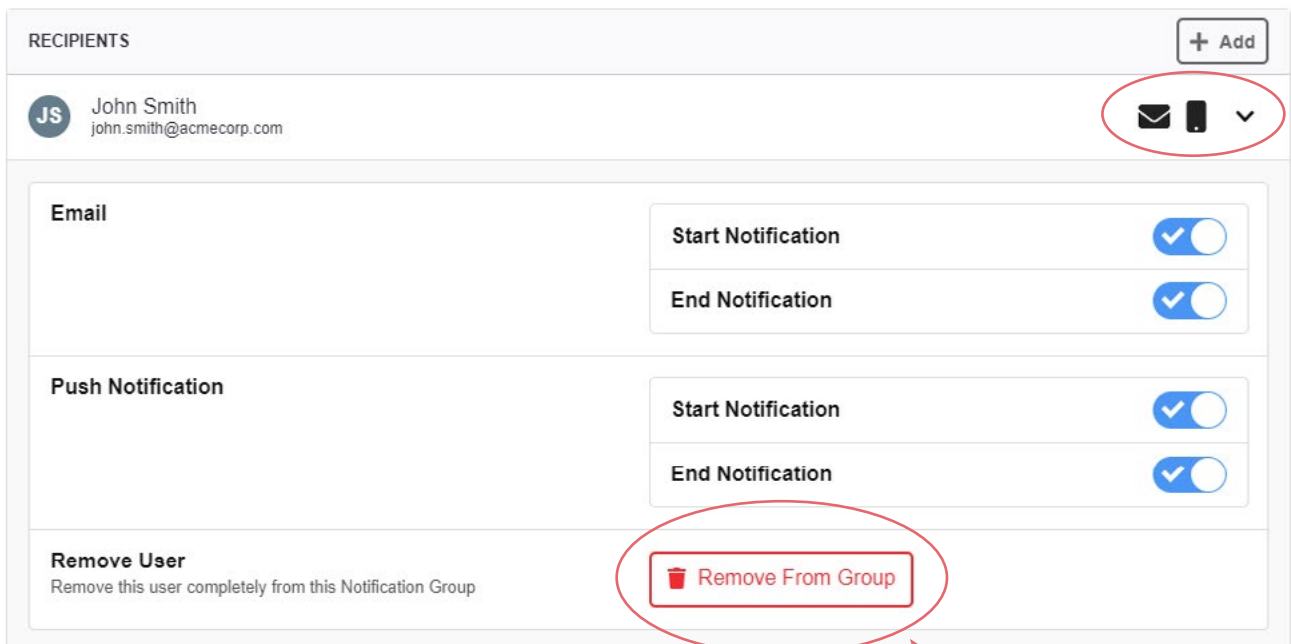 RECIPIENTS
+ Add
JS
John Smith
john.smith@acmecorp.com
Email
Start Notification
End Notification
Push Notification
Start Notification
End Notification
Remove User
Remove this user completely from this Notification Group
Remove From Group